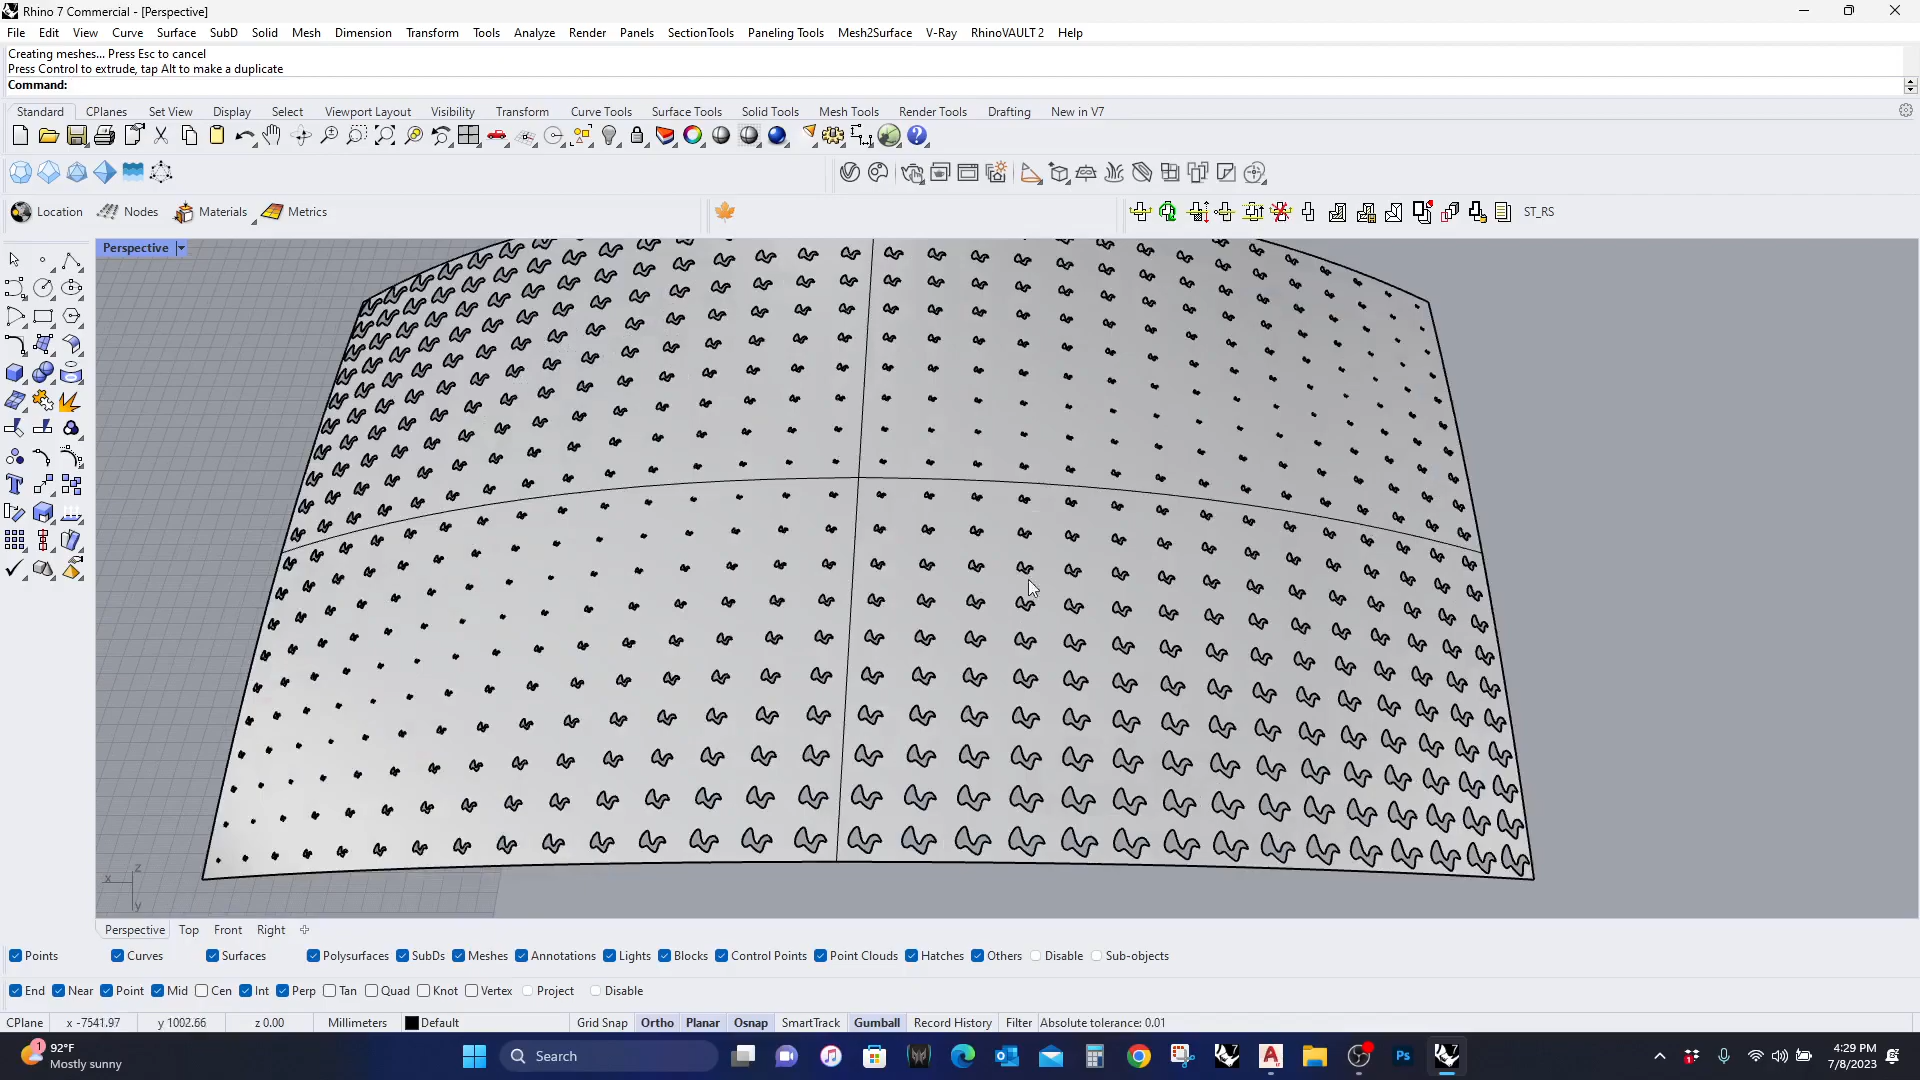 Rhino 7 Commercial - [Perspective]
File Edit View Curve Surface SubD Solid Mesh Dimension Transform Tools Analyze Render Panels SectionTools Paneling Tools Mesh2Surface V-Ray RhinoVAULT 2 Help
Creating meshes... Press Esc to cancel
Press Control to extrude, tap Alt to make a duplicate
Command:
Standard CPlanes Set View Display Select Viewport Layout Visibility Transform Curve Tools Surface Tools Solid Tools Mesh Tools Render Tools Drafting New in V7
Location Nodes Materials Metrics ST_RS
Perspective
z
x
y
Perspective Top Front Right
Points Curves Surfaces Polysurfaces SubDs Meshes Annotations Lights Blocks Control Points Point Clouds Hatches Others Disable Sub-objects
End Near Point Mid Cen Int Perp Tan Quad Knot Vertex Project Disable
CPlane x -7541.97 y 1002.66 z 0.00 Millimeters Default Grid Snap Ortho Planar Osnap SmartTrack Gumball Record History Filter Absolute tolerance: 0.01
1 92°F
Mostly sunny
Search
Ps
4:29 PM
7/8/2023